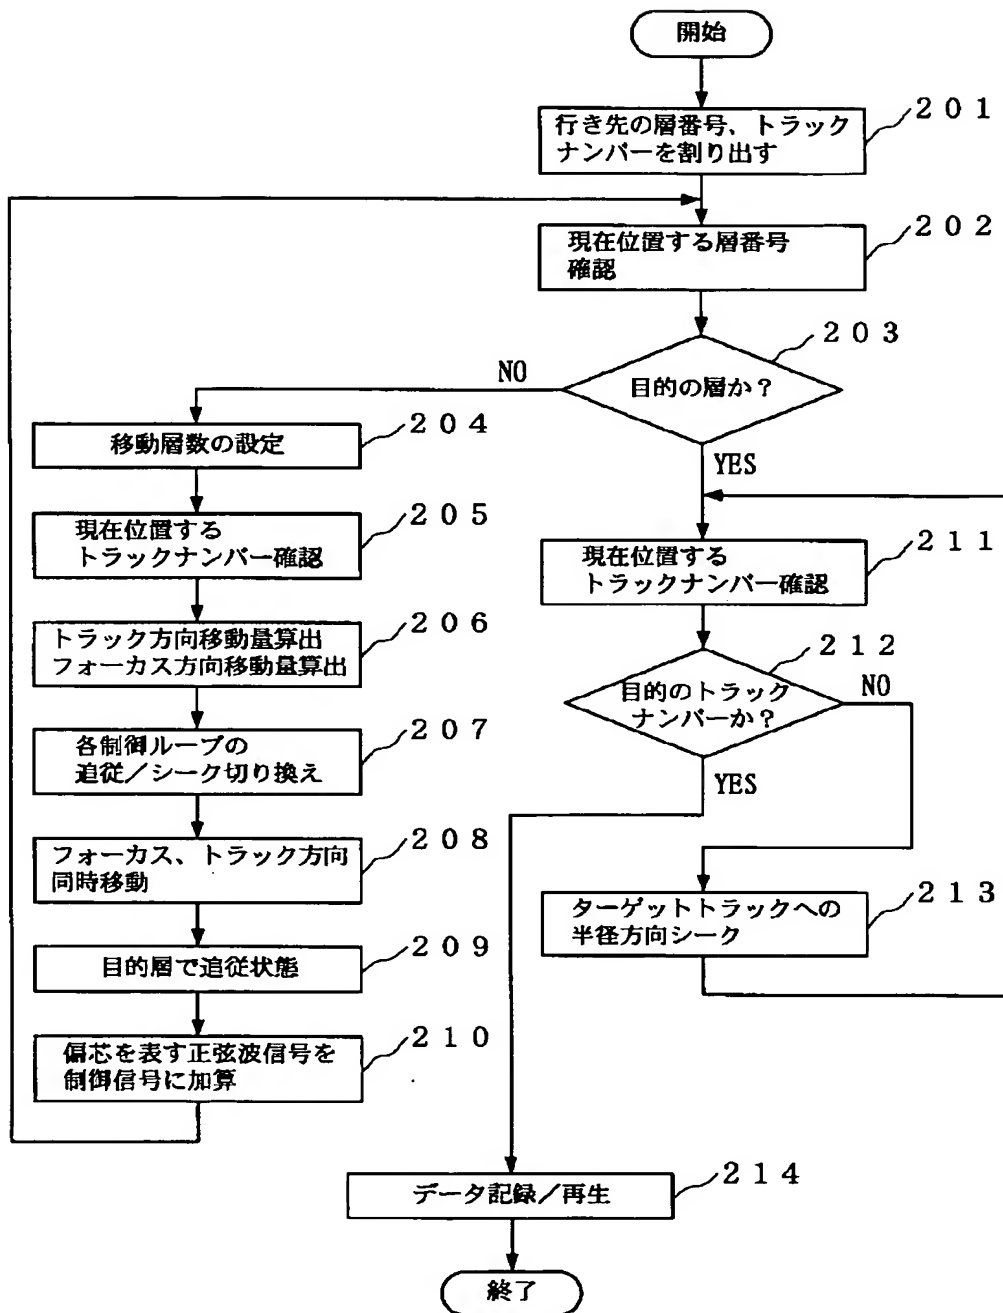 開始
201
行き先の層番号、トラック
ナンバーを割り出す
202
現在位置する層番号
確認
203
目的の層か?
NO
YES
204
移動層数の設定
205
現在位置する
トラックナンバー確認
206
トラック方向移動量算出
フォーカス方向移動量算出
207
各制御ループの
追従/シーク切り換え
208
フォーカス、トラック方向
同時移動
209
目的層で追従状態
210
偏芯を表す正弦波信号を
制御信号に加算
211
現在位置する
トラックナンバー確認
212
目的のトラック
ナンバーか?
NO
YES
213
ターゲットトラックへの
半径方向シーク
214
データ記録/再生
終了